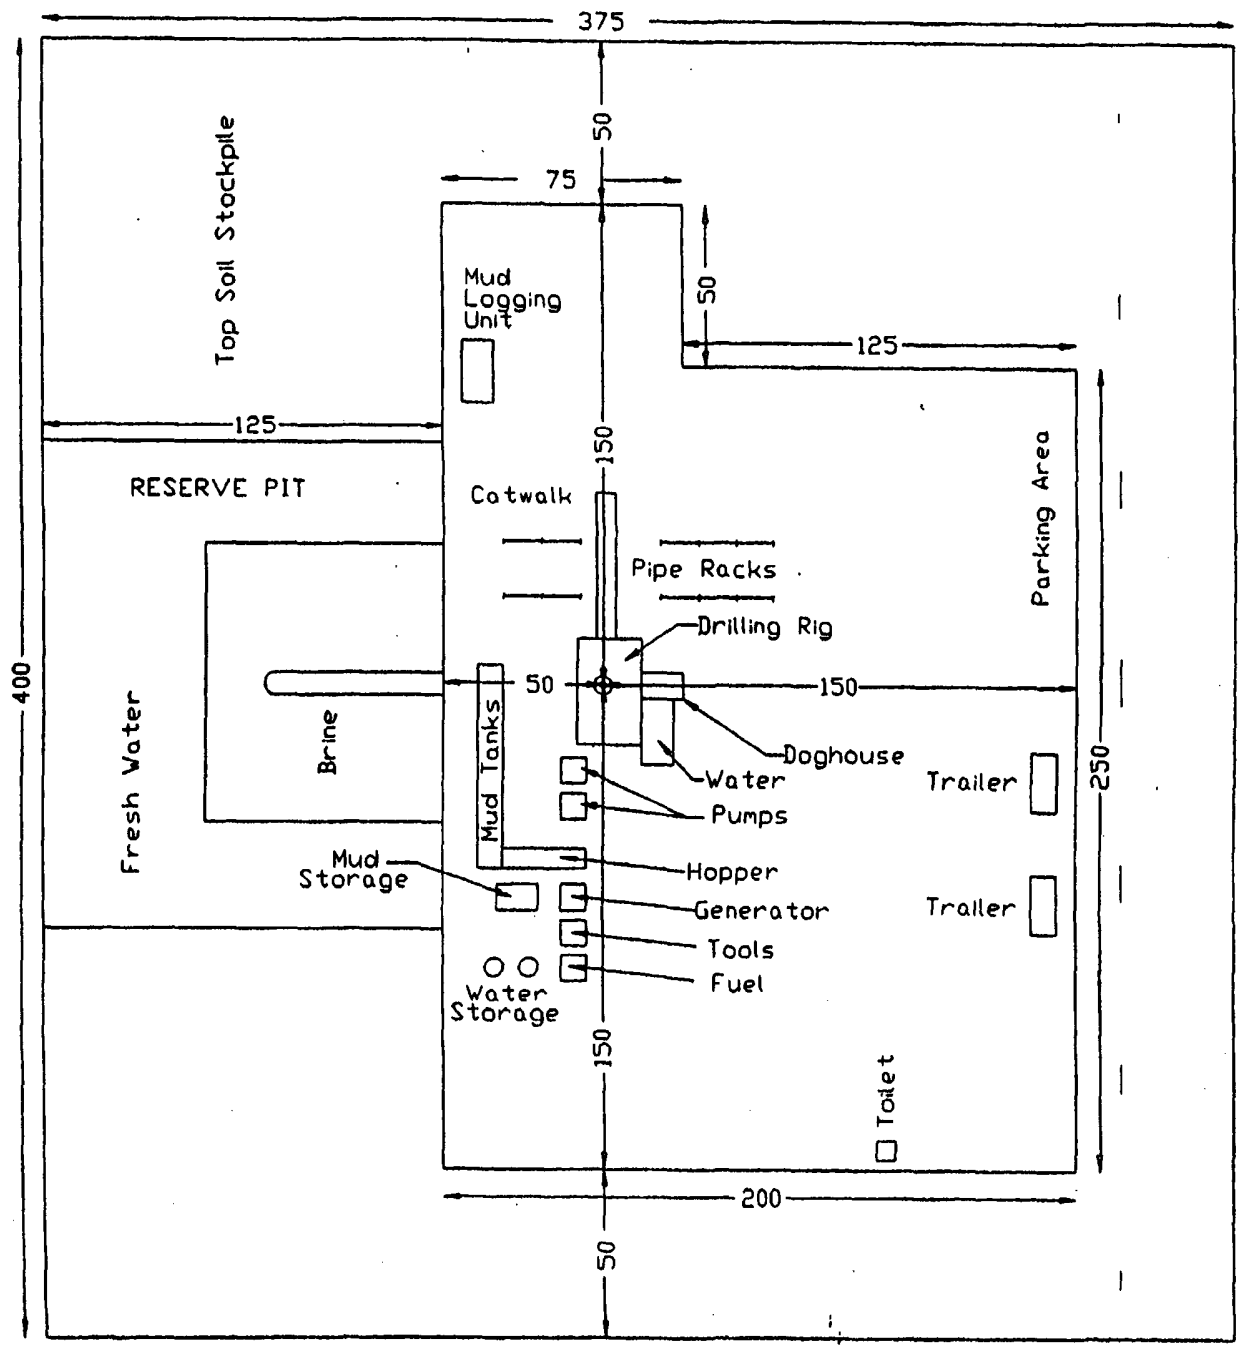 375
50
75
Top Soil Stockpile
50
Mud
Logging
Unit
125
125
150
RESERVE PIT
Catwalk
Parking Area
Pipe Racks
Drilling Rig
400
50
150
Fresh Water
Brine
Mud Tanks
Doghouse
Water
250
Trailer
Pumps
Mud
Storage
Hopper
Generator
Trailer
Tools
Fuel
Water
Storage
150
Toilet
200
50